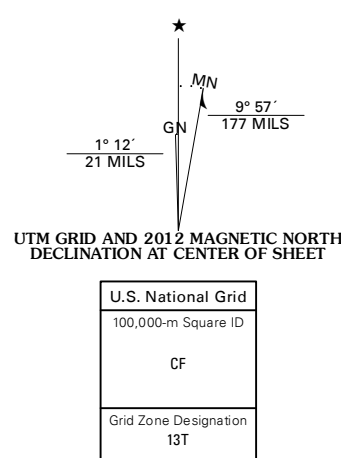 MN
GN
9° 57´
177 MILS
1° 12´
21 MILS
UTM GRID AND 2012 MAGNETIC NORTH
DECLINATION AT CENTER OF SHEET
U.S. National Grid
100,000-m Square ID
CF
Grid Zone Designation
13T